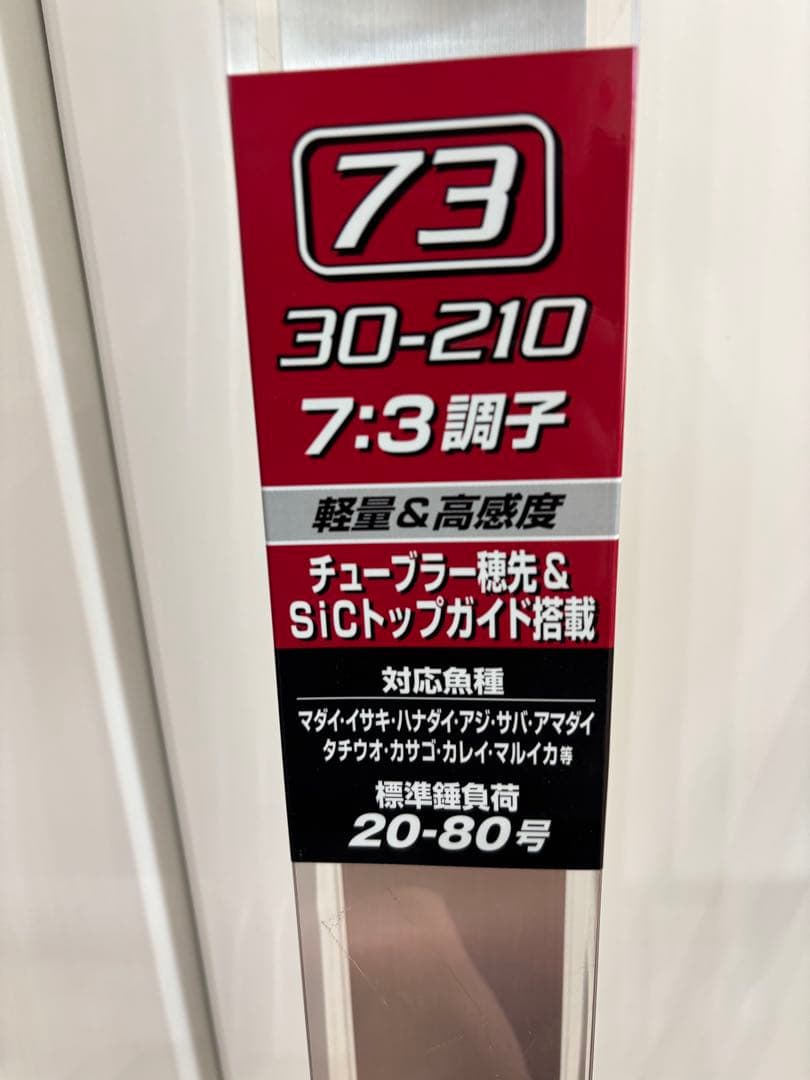 73
30-210
7:3調子
軽量&高感度
チューブラー穂先&
SiCトップガイド搭載
対応魚種
マダイ・イサキ・ハナダイ・アジ・サバ・アマダイ
タチウオ・カサゴ・カレイ・マルイカ等
標準錘負荷
20-80号